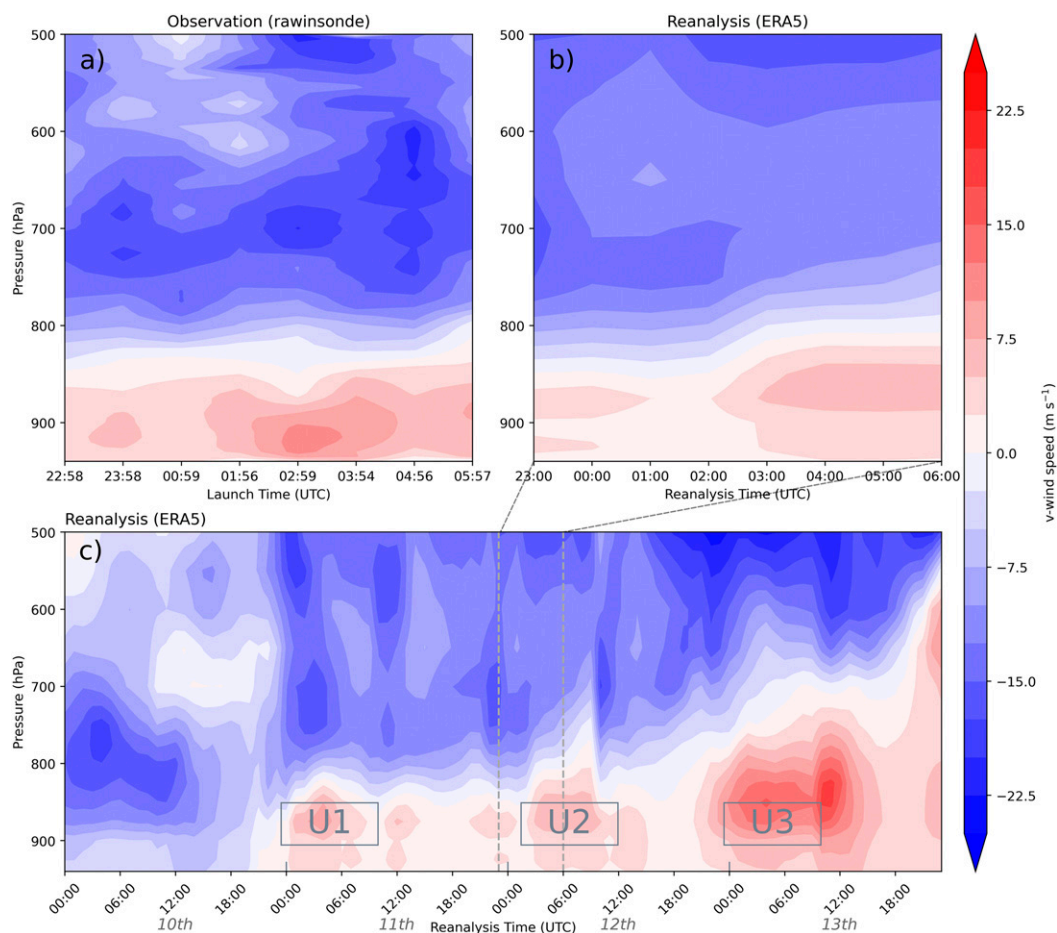 Observation (rawinsonde)
Reanalysis (ERA5)
a)
b)
500
600
700
800
900
Pressure (hPa)
500
600
700
800
900
22:58 23:58 00:59 01:56 02:59 03:54 04:56 05:57
Launch Time (UTC)
23:00 00:00 01:00 02:00 03:00 04:00 05:00 06:00
Reanalysis Time (UTC)
Reanalysis (ERA5)
c)
500
600
700
800
900
Pressure (hPa)
U1
U2
U3
00:00 06:00 12:00 18:00 00:00 06:00 12:00 18:00 00:00 06:00 12:00 18:00 00:00 06:00 12:00 18:00
10th 11th 12th 13th
Reanalysis Time (UTC)
22.5
15.0
7.5
0.0
−7.5
−15.0
−22.5
v-wind speed (m s⁻¹)